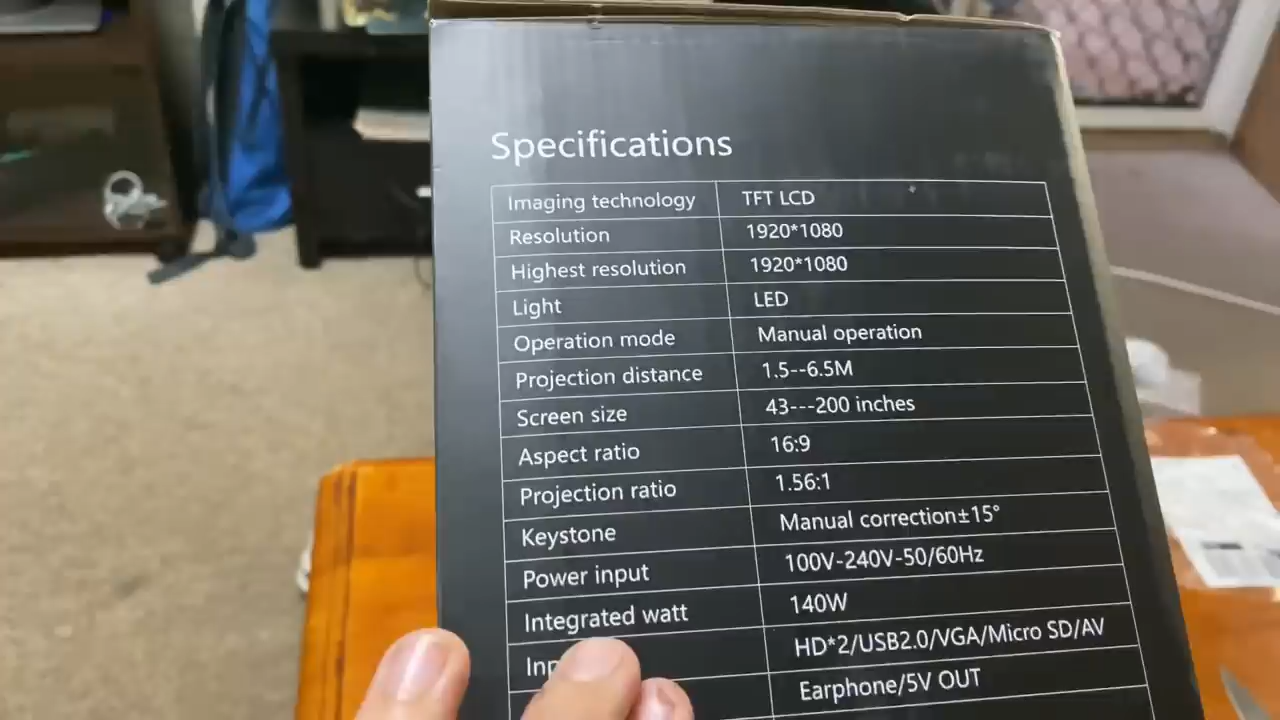 Specifications
Imaging technology TFT LCD
Resolution 1920*1080
Highest resolution 1920*1080
Light LED
Operation mode Manual operation
Projection distance 1.5--6.5M
Screen size 43---200 inches
Aspect ratio 16:9
Projection ratio 1.56:1
Keystone Manual correction±15°
Power input 100V-240V-50/60Hz
Integrated watt 140W
HD*2/USB2.0/VGA/Micro SD/AV
Earphone/5V OUT